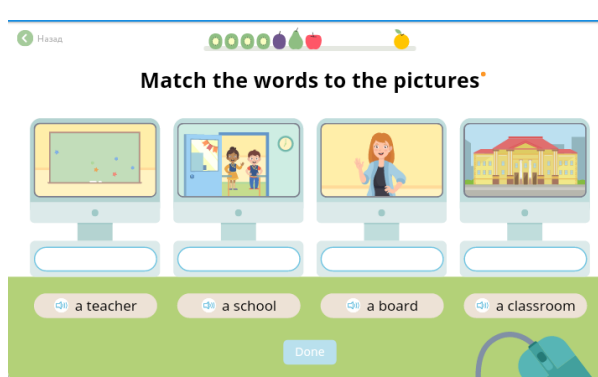 Назад
Match the words to the pictures
a teacher
a school
a board
a classroom
Done